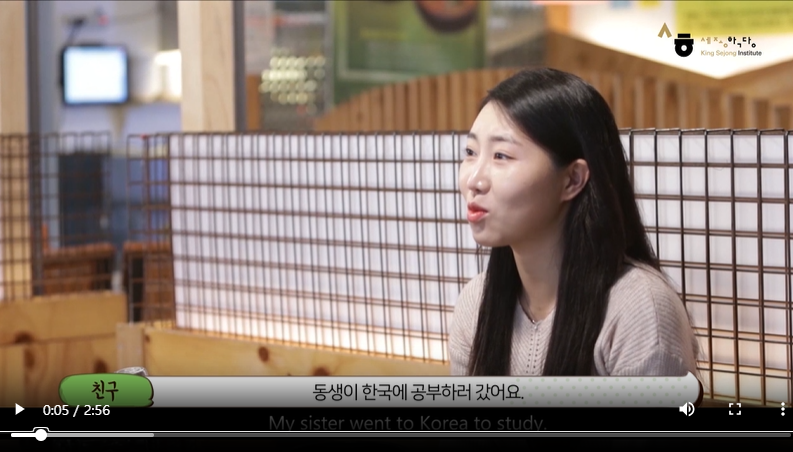 세종학당
King Sejong Institute
친구
동생이 한국에 공부하러 갔어요.
My sister went to Korea to study.
0:05 / 2:56